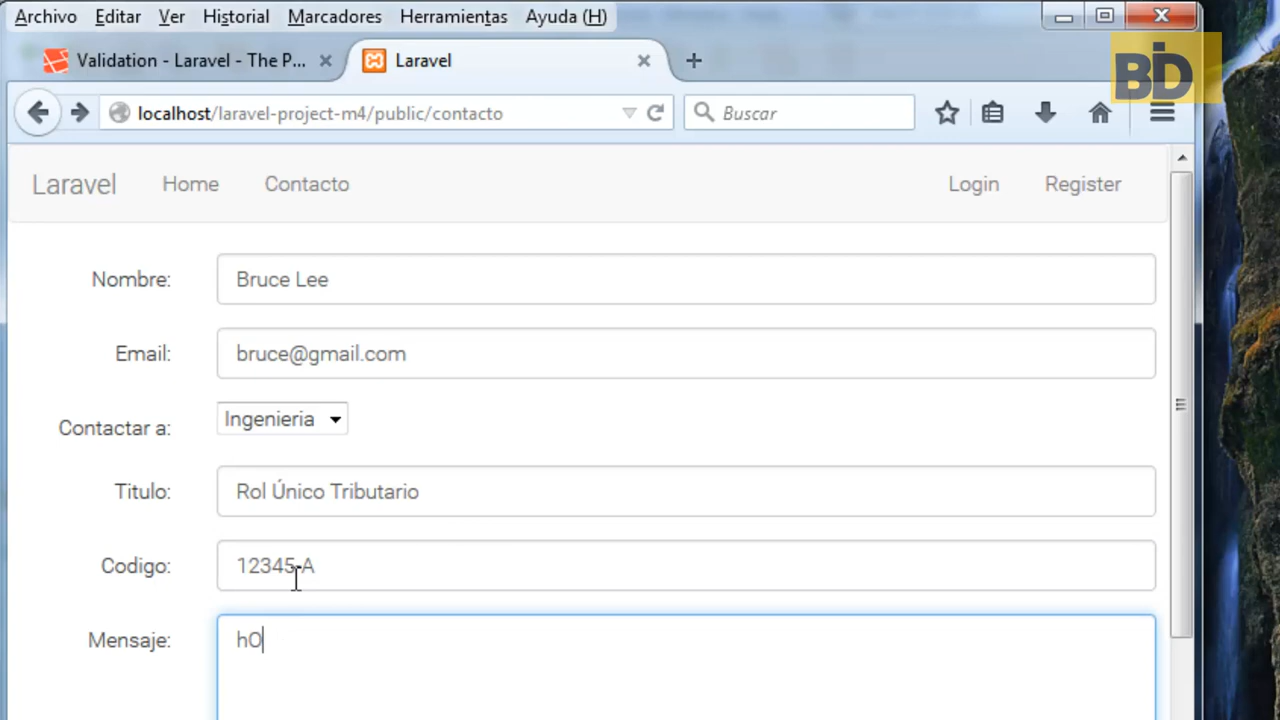 Archivo Editar Ver Historial Marcadores Herramientas Ayuda (H)
Validation - Laravel - The P... Laravel
BID
localhost/laravel-project-m4/public/contacto Buscar
Laravel Home Contacto Login Register
Nombre: Bruce Lee
Email: bruce@gmail.com
Contactar a: Ingenieria
Titulo: Rol Único Tributario
Codigo: 12345-A
Mensaje: hO